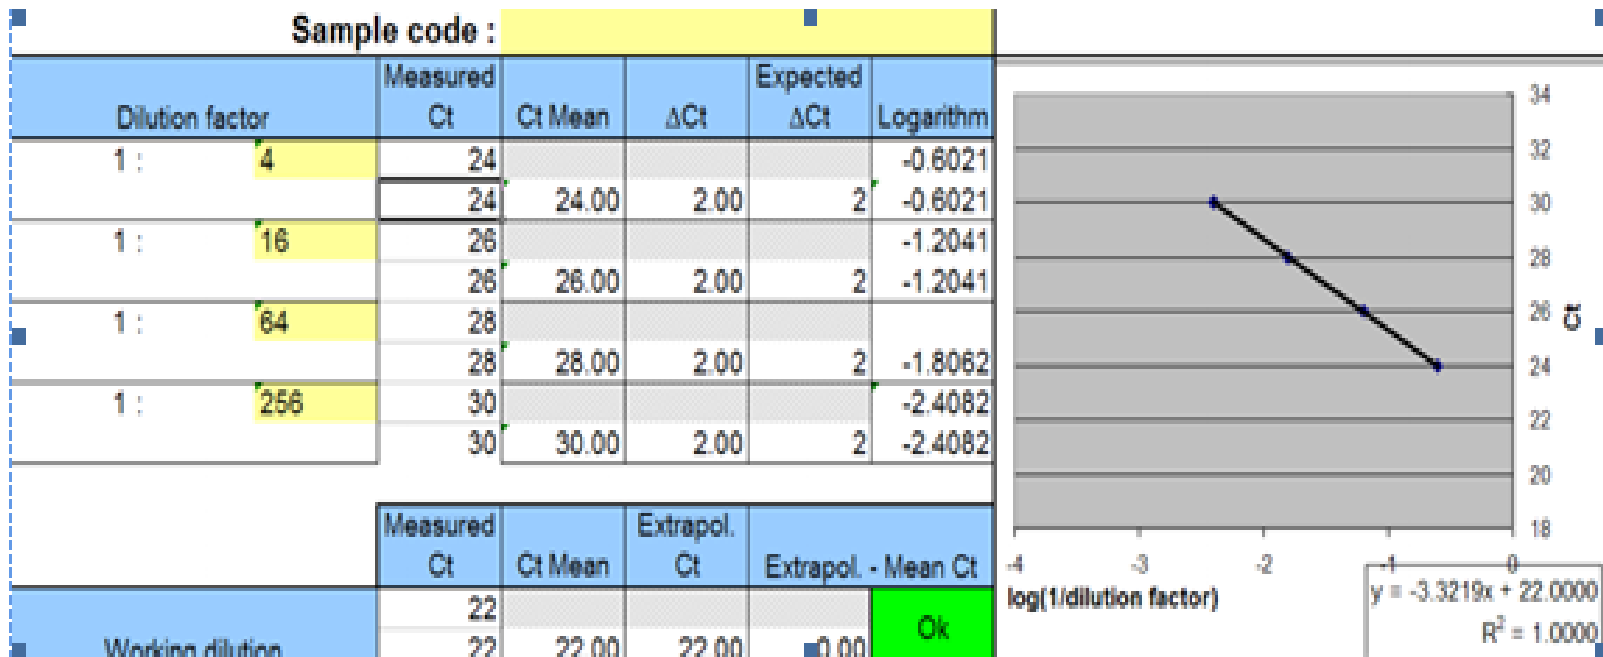 Sample code :
Measured Ct
Expected ΔCt
Dilution factor Ct Mean ΔCt Logarithm
1 : 4 24 -0.6021
24 24.00 2.00 2 -0.6021
1 : 16 26 -1.2041
26 26.00 2.00 2 -1.2041
1 : 64 28
28 28.00 2.00 2 -1.8062
1 : 256 30 -2.4082
30 30.00 2.00 2 -2.4082
Measured Ct
Extrapol. Ct
Ct Mean Extrapol. - Mean Ct
22
Ok
Working dilution 22 22.00 22.00 0.00
34
32
30
28
26
24
22
20
18
Ct
-4 -3 -2 -1 0
log(1/dilution factor)
y = -3.3219x + 22.0000
R² = 1.0000